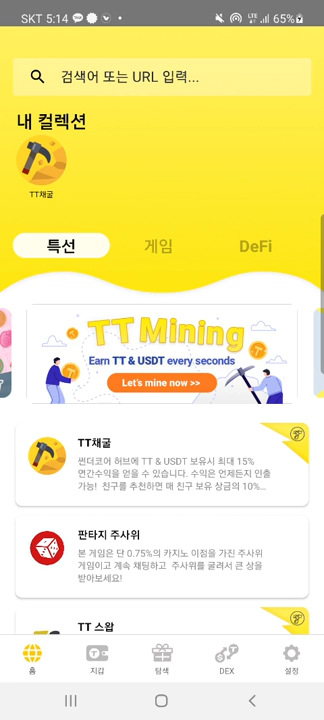 SKT 5:14
LTE 65%
검색어 또는 URL 입력...
내 컬렉션
TT채굴
특선
게임
DeFi
TT Mining
Earn TT & USDT every seconds
Let's mine now >>
TT채굴
썬더코어 허브에 TT & USDT 보유시 최대 15%
연간수익을 얻을 수 있습니다. 수익은 언제든지 인출
가능! 친구를 추천하면 매 친구 보유 상급의 10%...
판타지 주사위
본 게임은 단 0.75%의 카지노 이점을 가진 주사위
게임이고 계속 채팅하고 주사위를 굴려서 큰 상을
받아보세요!
TT 스왑
홈
지갑
탐색
DEX
설정